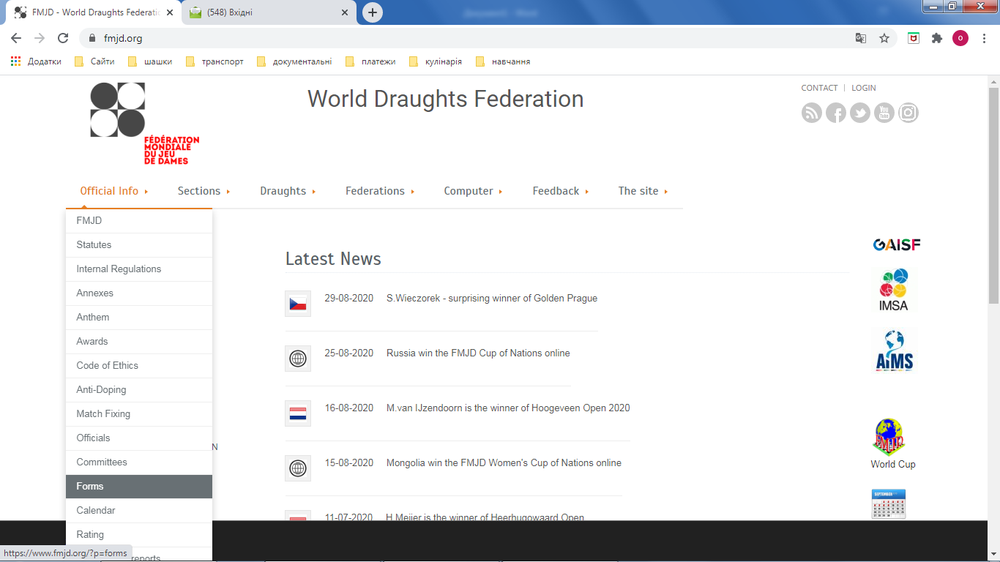 FMJD - World Draughts Federatio
(548) Вхідні
fmjd.org
Додатки
Сайти
шашки
транспорт
документальні
платежи
кулінарія
навчання
FÉDÉRATION
MONDIALE
DU JEU
DE DAMES
World Draughts Federation
CONTACT | LOGIN
Official Info
Sections
Draughts
Federations
Computer
Feedback
The site
FMJD
Statutes
Internal Regulations
Annexes
Anthem
Awards
Code of Ethics
Anti-Doping
Match Fixing
Officials
Committees
Forms
Calendar
Rating
reports
N
Latest News
29-08-2020 S.Wieczorek - surprising winner of Golden Prague
25-08-2020 Russia win the FMJD Cup of Nations online
16-08-2020 M.van IJzendoorn is the winner of Hoogeveen Open 2020
15-08-2020 Mongolia win the FMJD Women's Cup of Nations online
11-07-2020 H.Meijer is the winner of Heerhugowaard Open
GAISF
IMSA
AIMS
FMJD
World Cup
SEPTEMBER
https://www.fmjd.org/?p=forms